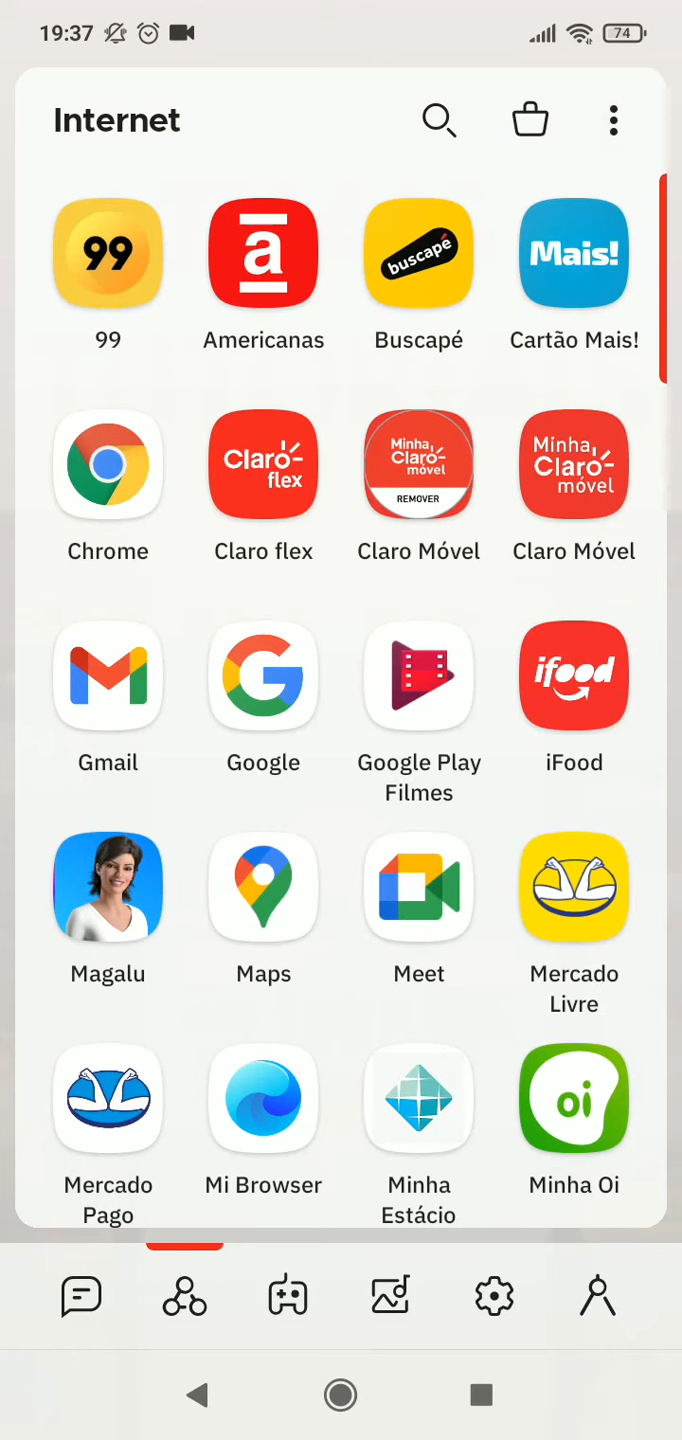 19:37
74
Internet
99
a
buscapé
Mais!
99
Americanas
Buscapé
Cartão Mais!
Claro
flex
Minha
Claro
móvel
REMOVER
Minha
Claro
móvel
Chrome
Claro flex
Claro Móvel
Claro Móvel
ifood
Gmail
Google
Google Play
Filmes
iFood
Magalu
Maps
Meet
Mercado
Livre
oi
Mercado
Pago
Mi Browser
Minha
Estácio
Minha Oi